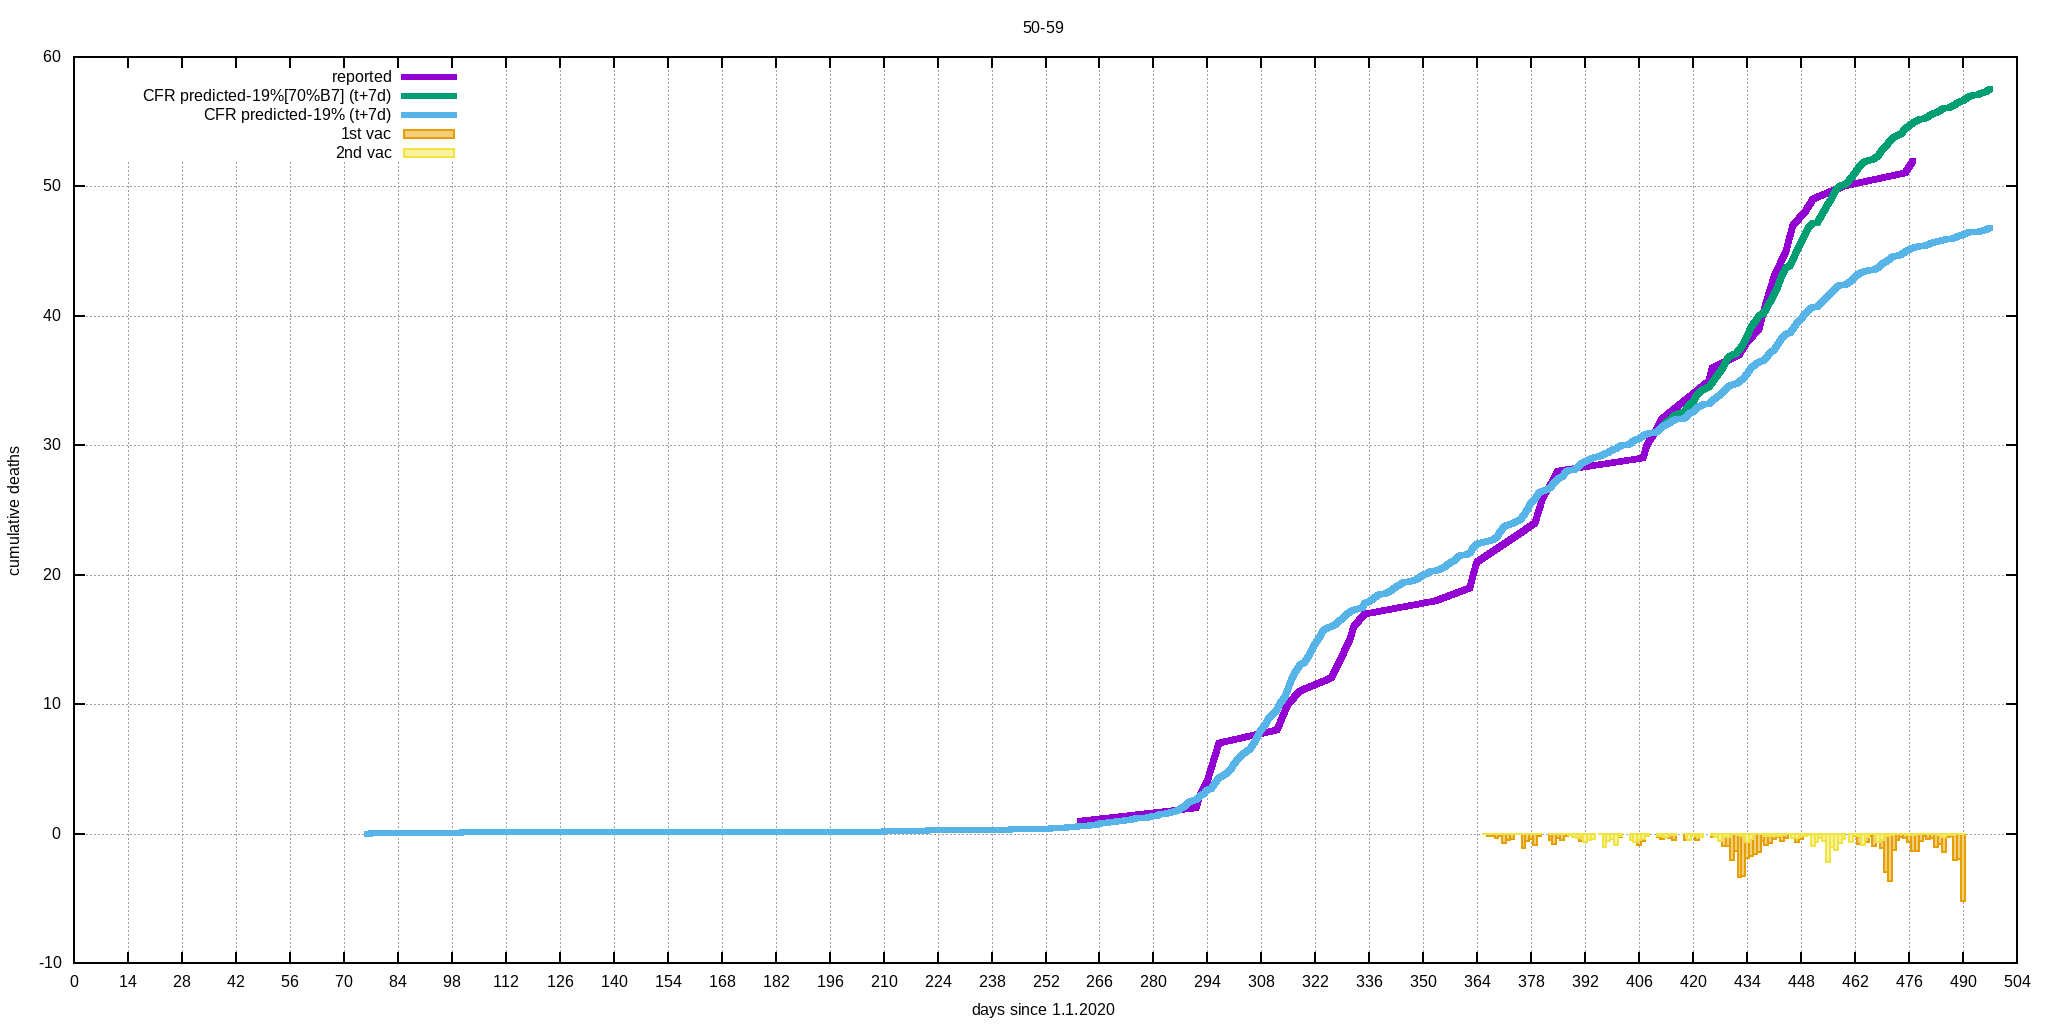 50-59
reported
CFR predicted-19%[70%B7] (t+7d)
CFR predicted-19% (t+7d)
1st vac
2nd vac
60
50
40
30
20
10
0
-10
cumulative deaths
0 14 28 42 56 70 84 98 112 126 140 154 168 182 196 210 224 238 252 266 280 294 308 322 336 350 364 378 392 406 420 434 448 462 476 490 504
days since 1.1.2020